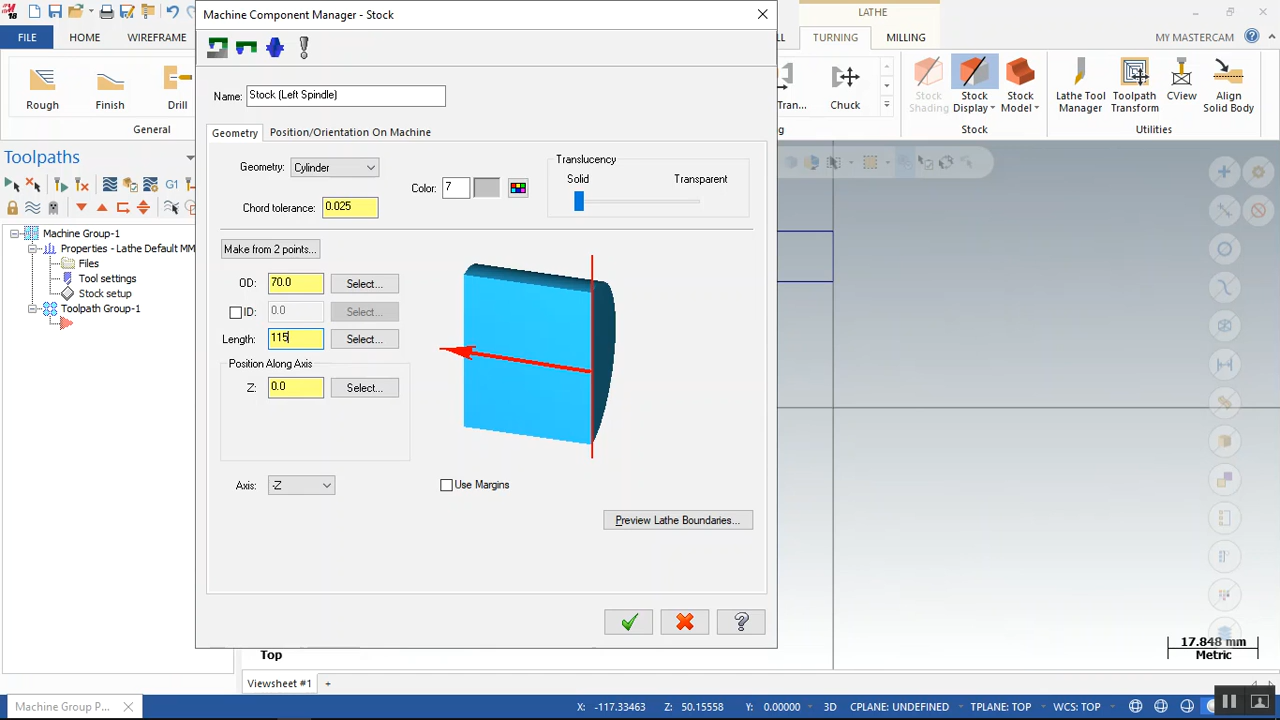 18
Machine Component Manager - Stock
LATHE
FILE
HOME
WIREFRAME
TURNING
MILLING
MY MASTERCAM
Rough
Finish
Drill
General
Tran...
Chuck
Stock Shading
Stock Display
Stock Model
Stock
Lathe Tool Manager
Toolpath Transform
CView
Align Solid Body
Utilities
Name:
Stock (Left Spindle)
Geometry
Position/Orientation On Machine
Toolpaths
G1
Machine Group-1
Properties - Lathe Default MM
Files
Tool settings
Stock setup
Toolpath Group-1
Geometry:
Cylinder
Color:
7
Translucency
Solid
Transparent
Chord tolerance:
0.025
Make from 2 points...
OD:
70.0
Select...
ID:
0.0
Select...
Length:
115
Select...
Position Along Axis
Z:
0.0
Select...
Axis:
-Z
Use Margins
Preview Lathe Boundaries...
Top
17.848 mm
Metric
Viewsheet #1
+
Machine Group P...
X: -117.33463
Z: 50.15558
Y: 0.00000
3D
CPLANE: UNDEFINED
TPLANE: TOP
WCS: TOP